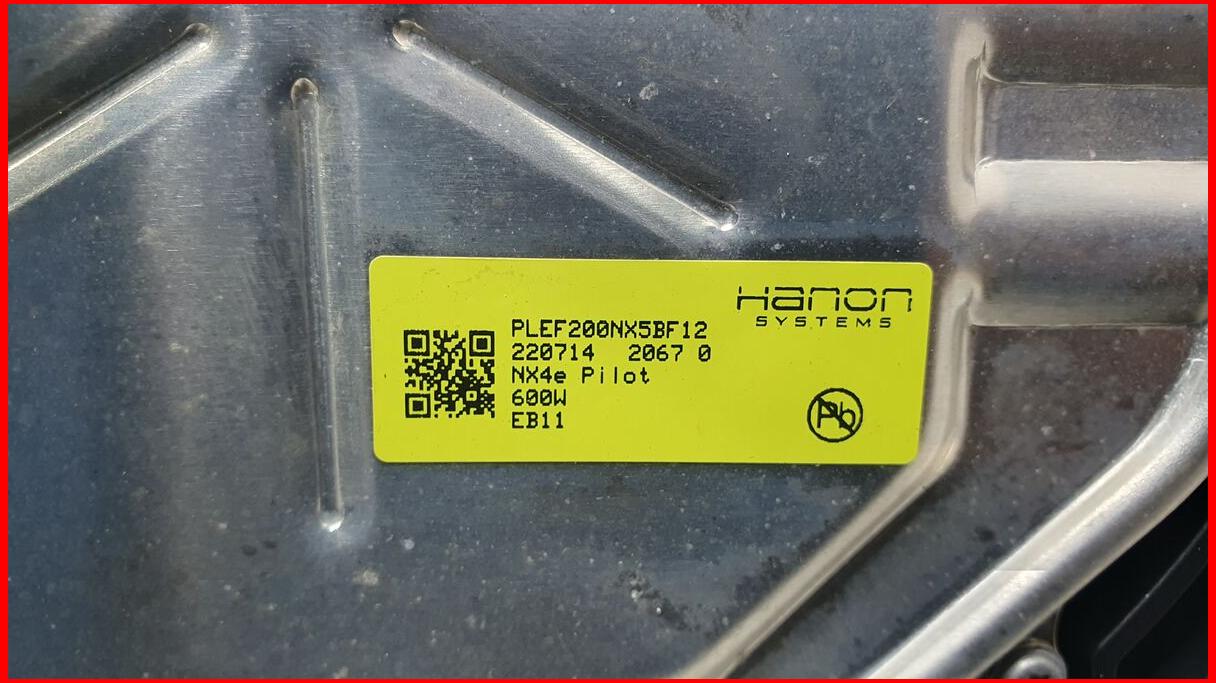 HANON
SYSTEMS
PLEF200NX5BF12
220714 2067 0
NX4e Pilot
600W
EB11
Pb